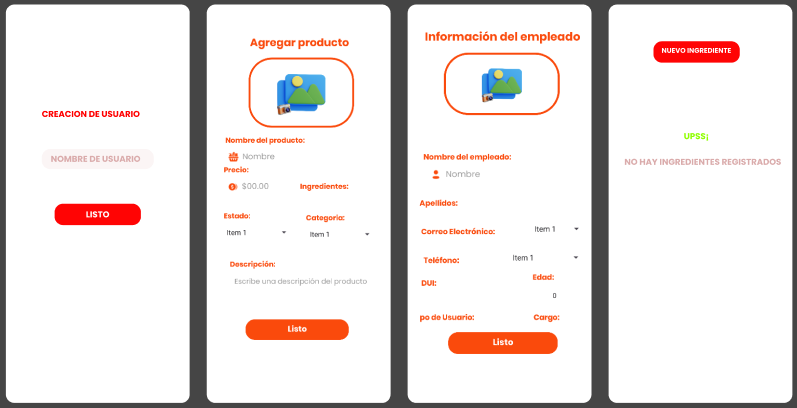 CREACION DE USUARIO
NOMBRE DE USUARIO
LISTO
Agregar producto
Nombre del producto:
Nombre
Precio:
$00.00
Ingredientes:
Estado:
Categoria:
Item 1
Item 1
Descripción:
Escribe una descripción del producto
Listo
Información del empleado
Nombre del empleado:
Nombre
Apellidos:
Correo Electrónico:
Item 1
Teléfono:
Item 1
Edad:
DUI:
0
po de Usuario:
Cargo:
Listo
NUEVO INGREDIENTE
UPSS¡
NO HAY INGREDIENTES REGISTRADOS